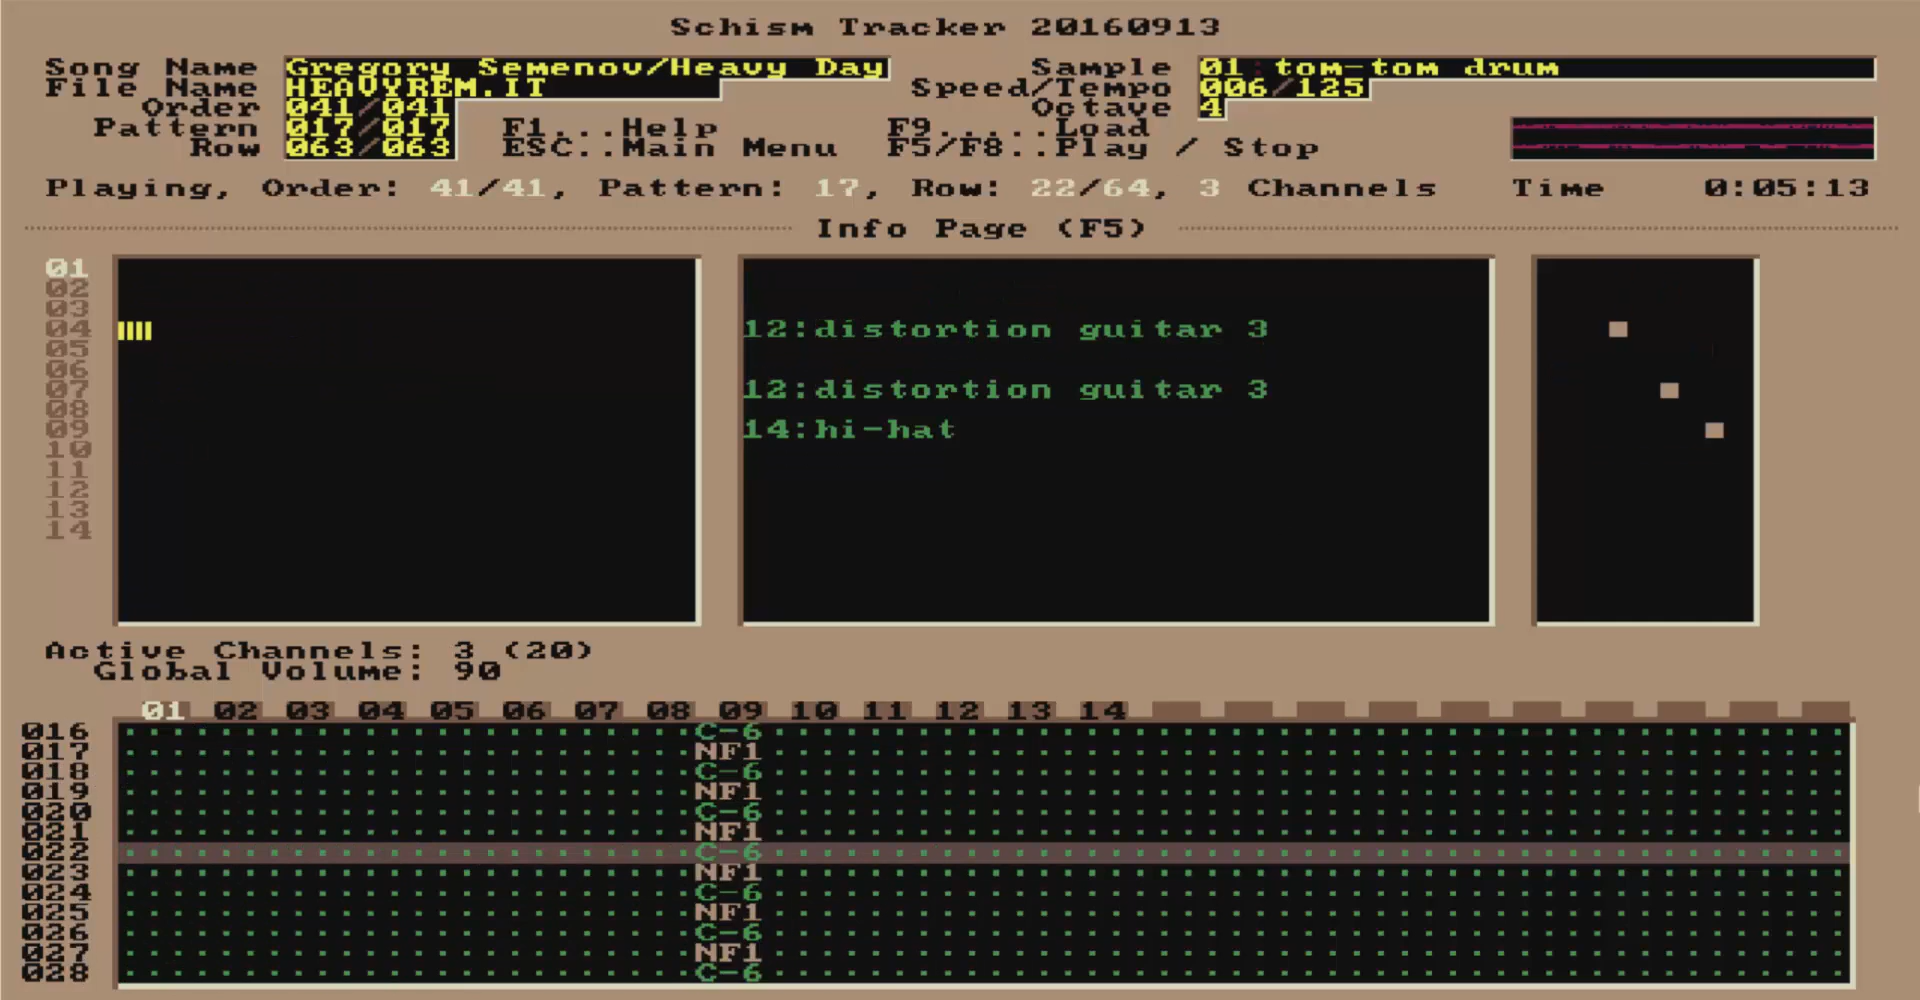 Schism Tracker 20160913
Song Name Gregory Semenov/Heavy Day Sample 01 tom-tom drum
File Name HEAVYREM.IT Speed/Tempo 006/125
Order 041/041 Octave 4
Pattern 017/017 F1...Help F9.....Load
Row 063/063 ESC..Main Menu F5/F8..Play / Stop
Playing, Order: 41/41, Pattern: 17, Row: 22/64, 3 Channels Time 0:05:13
Info Page (F5)
01
02
03
04 12:distortion guitar 3
05
06
07 12:distortion guitar 3
08
09 14:hi-hat
10
11
12
13
14
Active Channels: 3 (20)
Global Volume: 90
01 02 03 04 05 06 07 08 09 10 11 12 13 14
016 C-6
017 NF1
018 C-6
019 NF1
020 C-6
021 NF1
022 C-6
023 NF1
024 C-6
025 NF1
026 C-6
027 NF1
028 C-6